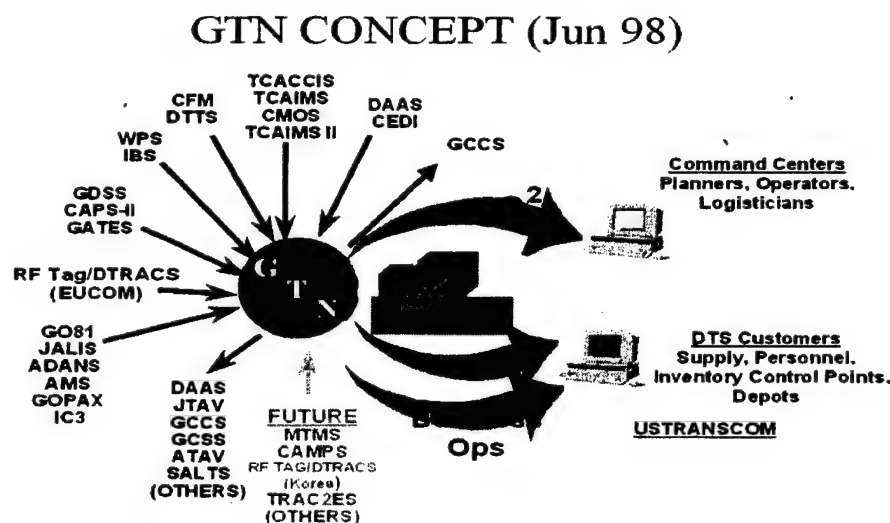 GTN CONCEPT (Jun 98)
TCACCIS
TCAIMS
CMOS
TCAIMS II
CFM
DTTS
DAAS
CEDI
GCCS
WPS
IBS
GDSS
CAPS-II
GATES
RF Tag/DTRACS
(EUCOM)
GO81
JALIS
ADANS
AMS
GOPAX
IC3
G
T
N
2
Command Centers
Planners, Operators,
Logisticians
DTS Customers
Supply, Personnel,
Inventory Control Points,
Depots
USTRANSCOM
DAAS
JTAV
GCCS
GCSS
ATAV
SALTS
(OTHERS)
FUTURE
MTMS
CAMPS
RF TAG/DTRACS
(Korea)
TRAC2ES
(OTHERS)
Ops